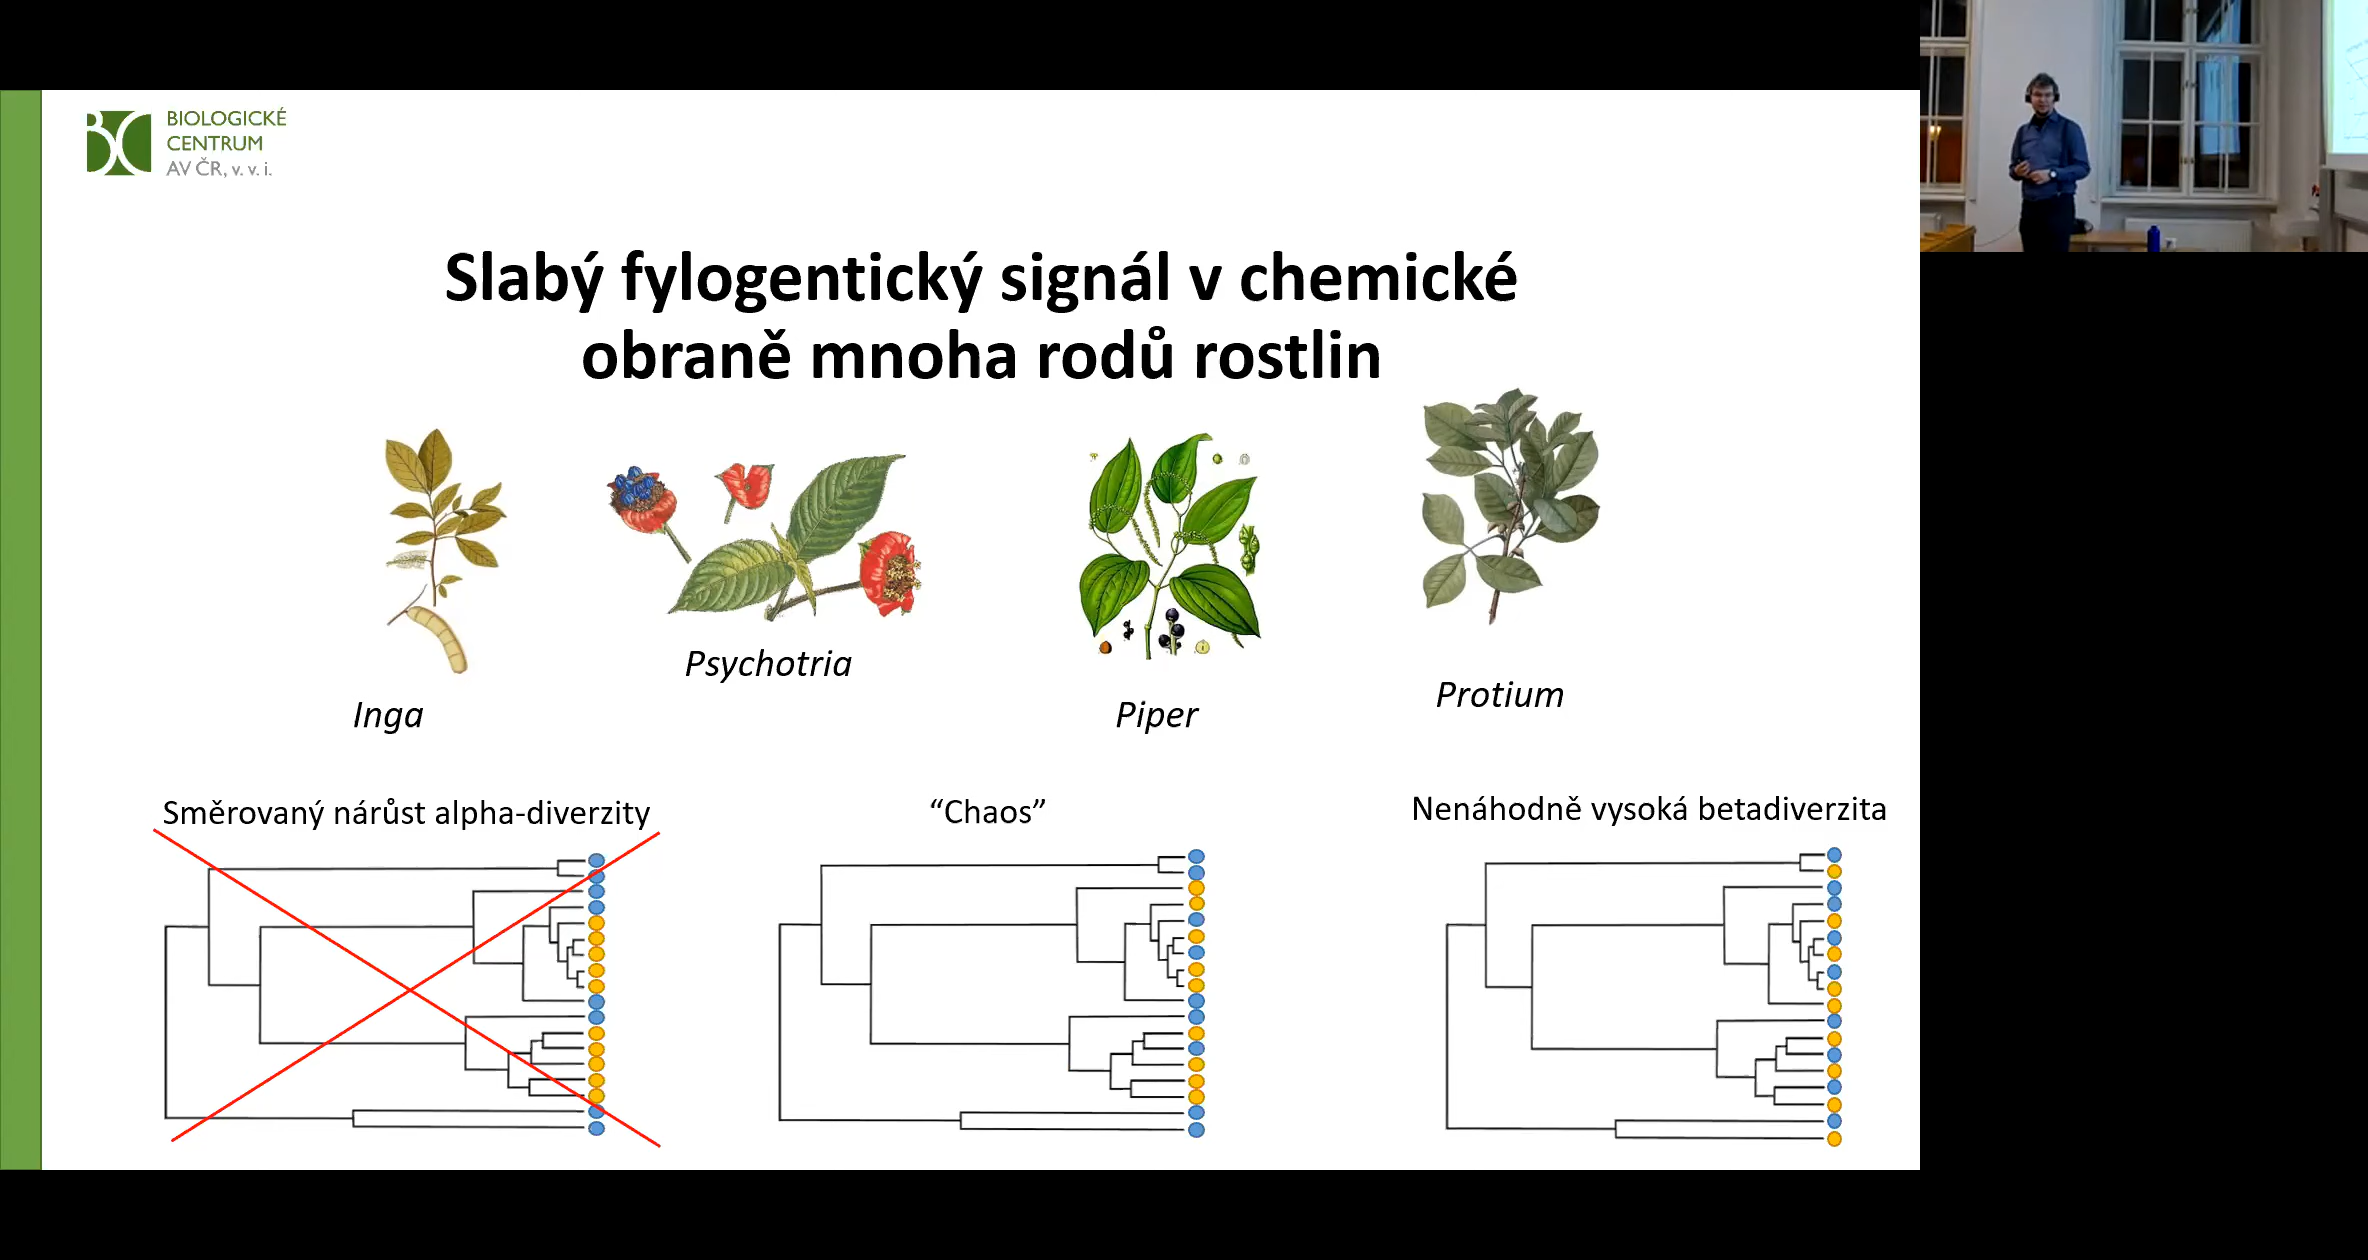 BIOLOGICKÉ
CENTRUM
AV ČR, v. v. i.
Slabý fylogentický signál v chemické
obraně mnoha rodů rostlin
Inga
Psychotria
Piper
Protium
Směrovaný nárůst alpha-diverzity
“Chaos”
Nenáhodně vysoká betadiverzita